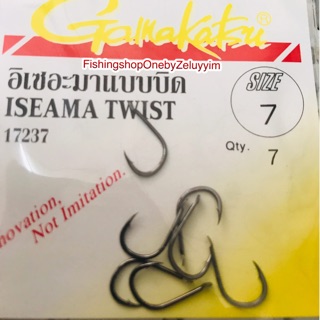 Gamakatsu
FishingshopOnebyZeluyyim
อิเซอะมาแบบบิด
ISEAMA TWIST
17237
SIZE
7
Qty. 7
Innovation,
Not Imitation.